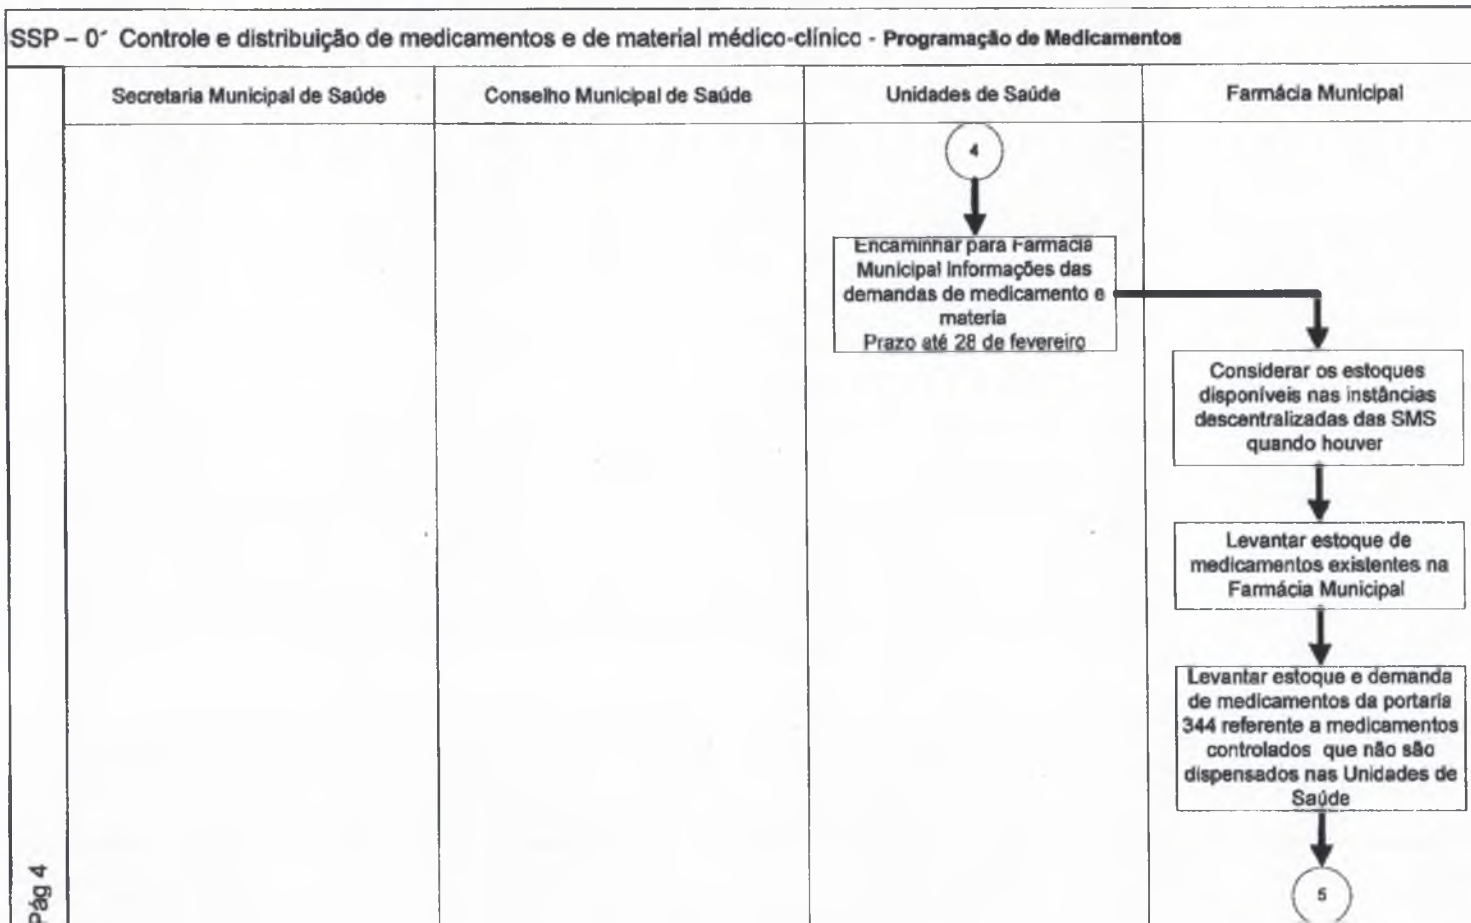 SSP – 0´ Controle e distribuição de medicamentos e de material médico-clínico - Programação de Medicamentos
Secretaria Municipal de Saúde
Conselho Municipal de Saúde
Unidades de Saúde
Farmácia Municipal
4
Encaminhar para Farmácia
Municipal informações das
demandas de medicamento e
materia
Prazo até 28 de fevereiro
Considerar os estoques
disponíveis nas instâncias
descentralizadas das SMS
quando houver
Levantar estoque de
medicamentos existentes na
Farmácia Municipal
Levantar estoque e demanda
de medicamentos da portaria
344 referente a medicamentos
controlados que não são
dispensados nas Unidades de
Saúde
5
Pág 4